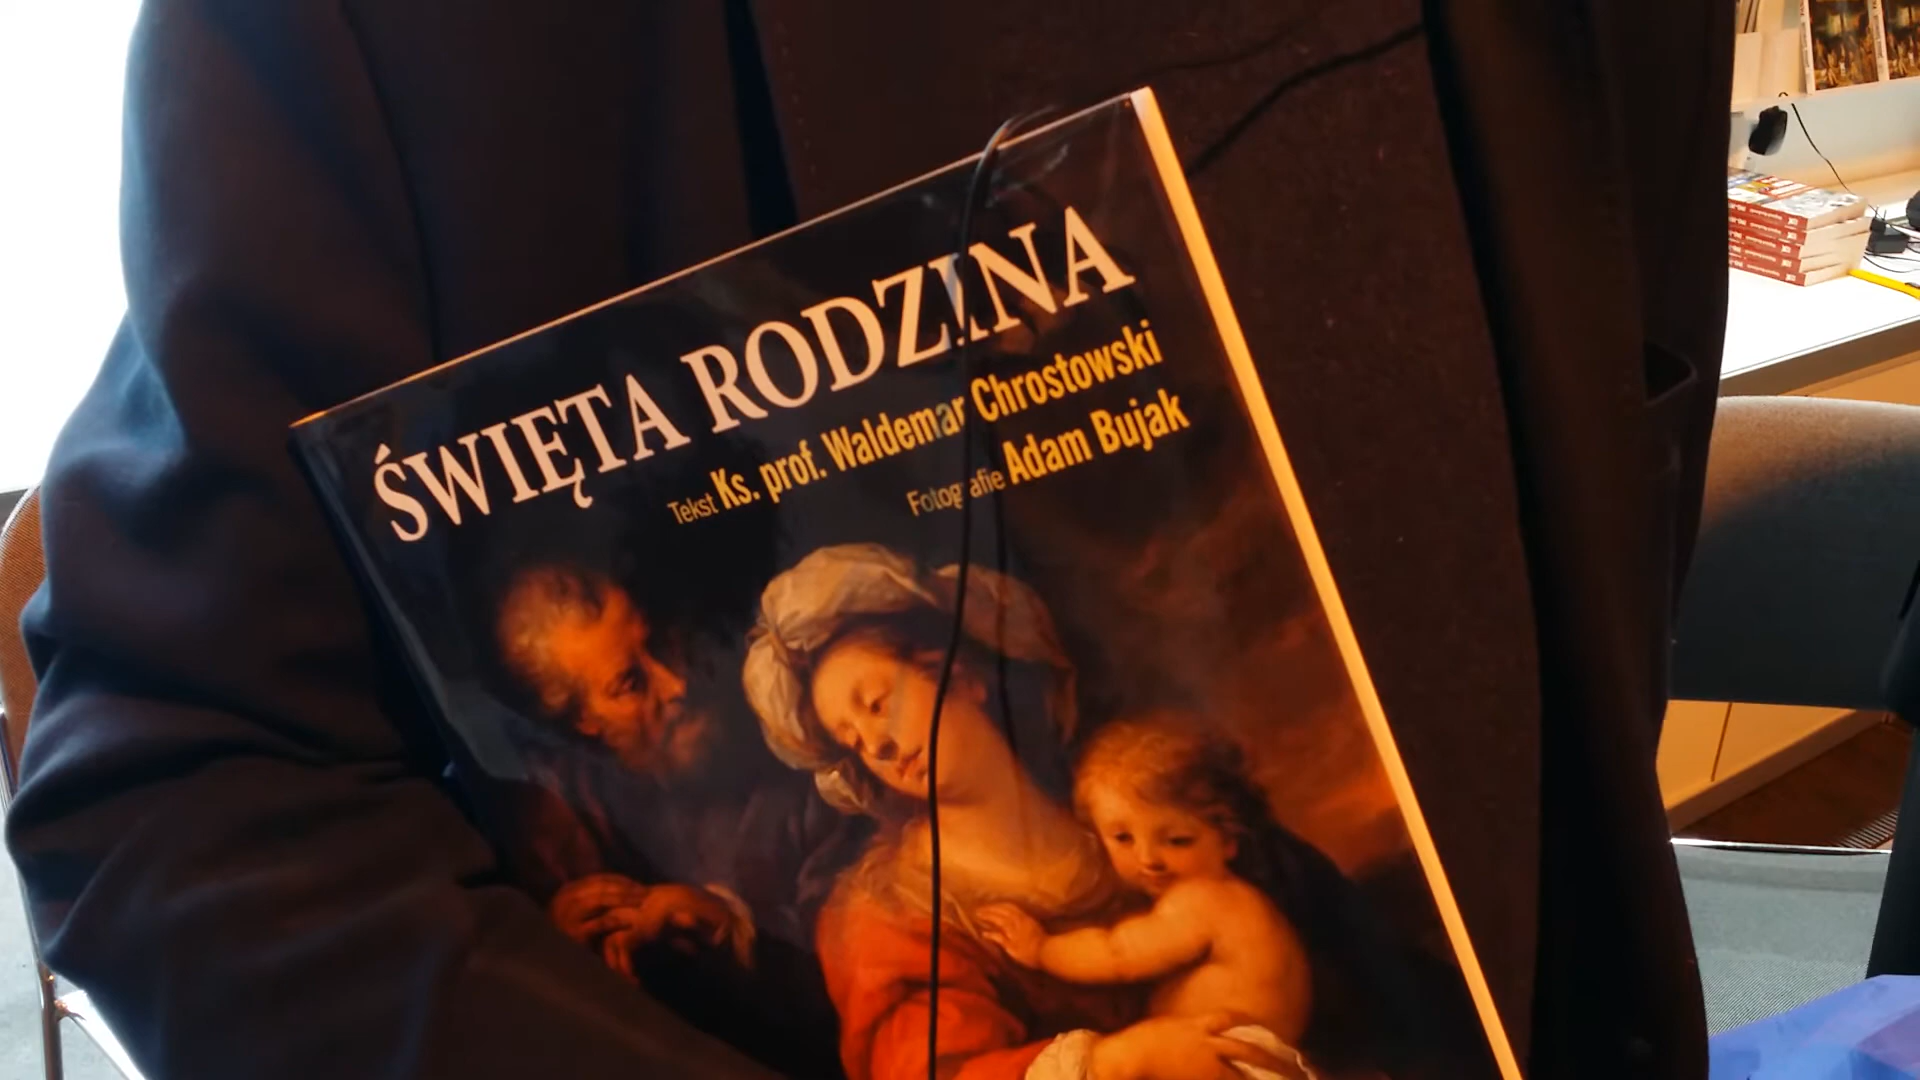 ŚWIĘTA RODZINA
Tekst Ks. prof. Waldemar Chrostowski
Fotografie Adam Bujak